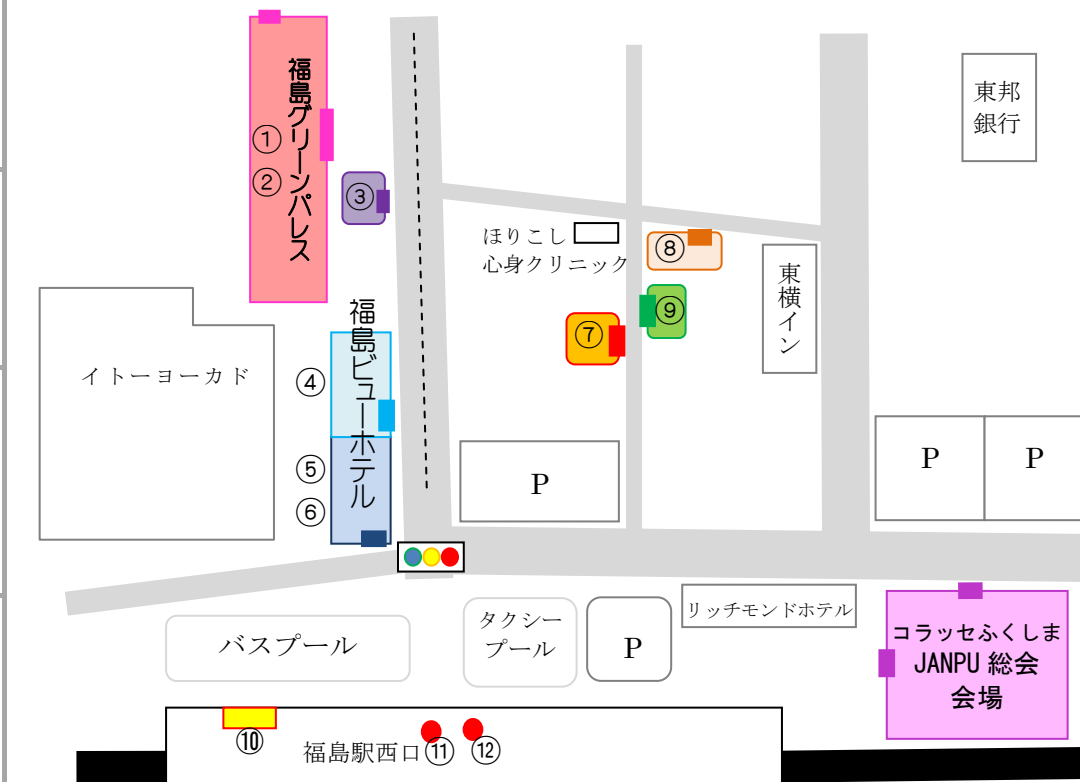 福島グリーンパレス
①
②
③
東邦
銀行
ほりこし
心身クリニック
⑧
⑨
⑦
東横イン
イトーヨーカド
福島ビューホテル
④
⑤
⑥
P
P
P
リッチモンドホテル
コラッセふくしま
JANPU 総会
会場
バスプール
タクシー
プール
P
⑩
福島駅西口
⑪
⑫